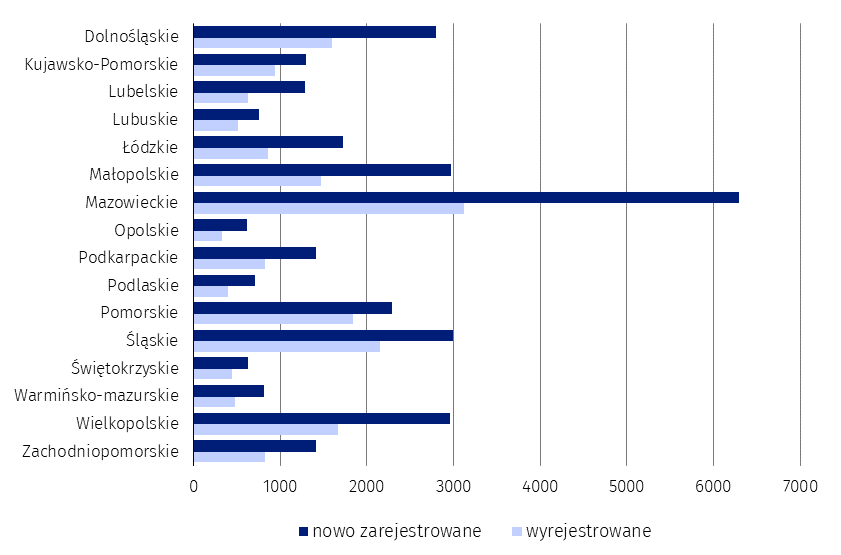 Dolnośląskie
Kujawsko-Pomorskie
Lubelskie
Lubuskie
Łódzkie
Małopolskie
Mazowieckie
Opolskie
Podkarpackie
Podlaskie
Pomorskie
Śląskie
Świętokrzyskie
Warmińsko-mazurskie
Wielkopolskie
Zachodniopomorskie
0 1000 2000 3000 4000 5000 6000 7000
nowo zarejestrowane wyrejestrowane